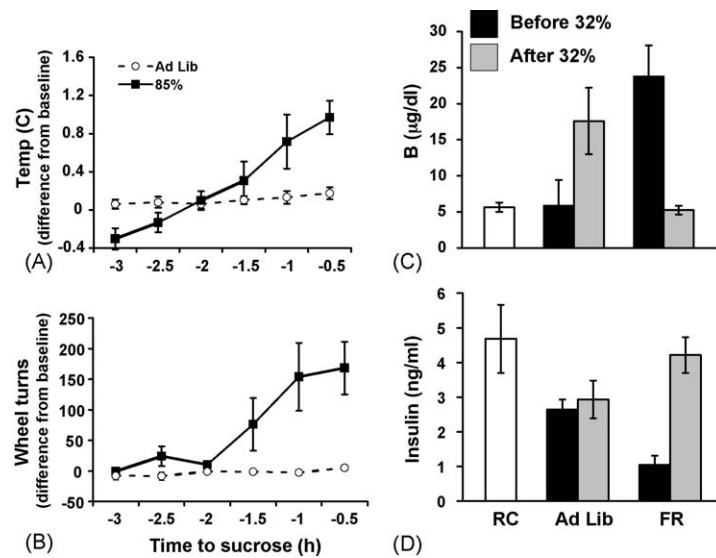 1.6
1.2
0.8
0.4
0
-0.4
Temp (C)
(difference from baseline)
Ad Lib
85%
-3 -2.5 -2 -1.5 -1 -0.5
(A)
250
200
150
100
50
0
-50
Wheel turns
(difference from baseline)
-3 -2.5 -2 -1.5 -1 -0.5
Time to sucrose (h)
(B)
Before 32%
After 32%
30
25
20
15
10
5
0
B (μg/dl)
(C)
6
5
4
3
2
1
0
Insulin (ng/ml)
RC Ad Lib FR
(D)